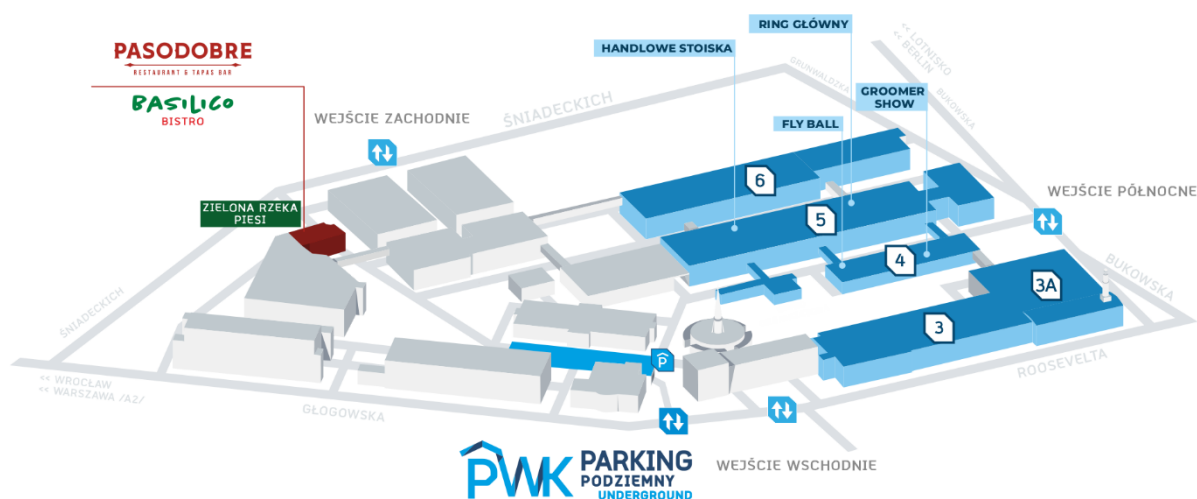 PASODOBRE
RESTAURANT & TAPAS BAR
BASILICO
BISTRO
WEJŚCIE ZACHODNIE
ŚNIADECKICH
HANDLOWE STOISKA
RING GŁÓWNY
FLY BALL
GROOMER
SHOW
GRUNWALDZKA
<< LOTNISKO
<< BERLIN
BUKOWSKA
WEJŚCIE PÓŁNOCNE
ZIELONA RZEKA
PIESI
6
5
4
3A
3
BUKOWSKA
ROOSEVELTA
ŚNIADECKICH
<< WROCŁAW
<< WARSZAWA /A2/
GŁOGOWSKA
P
WEJŚCIE WSCHODNIE
PWK PARKING
PODZIEMNY
UNDERGROUND